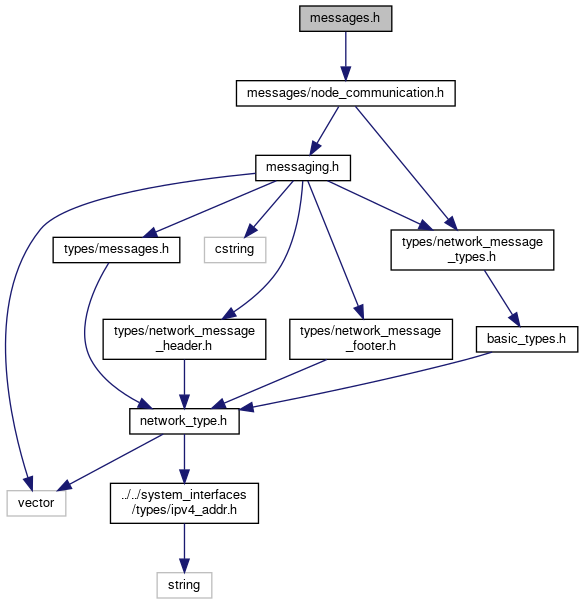 messages.h
messages/node_communication.h
messaging.h
types/messages.h
cstring
types/network_message
_types.h
types/network_message
_header.h
types/network_message
_footer.h
basic_types.h
network_type.h
vector
../../system_interfaces
/types/ipv4_addr.h
string